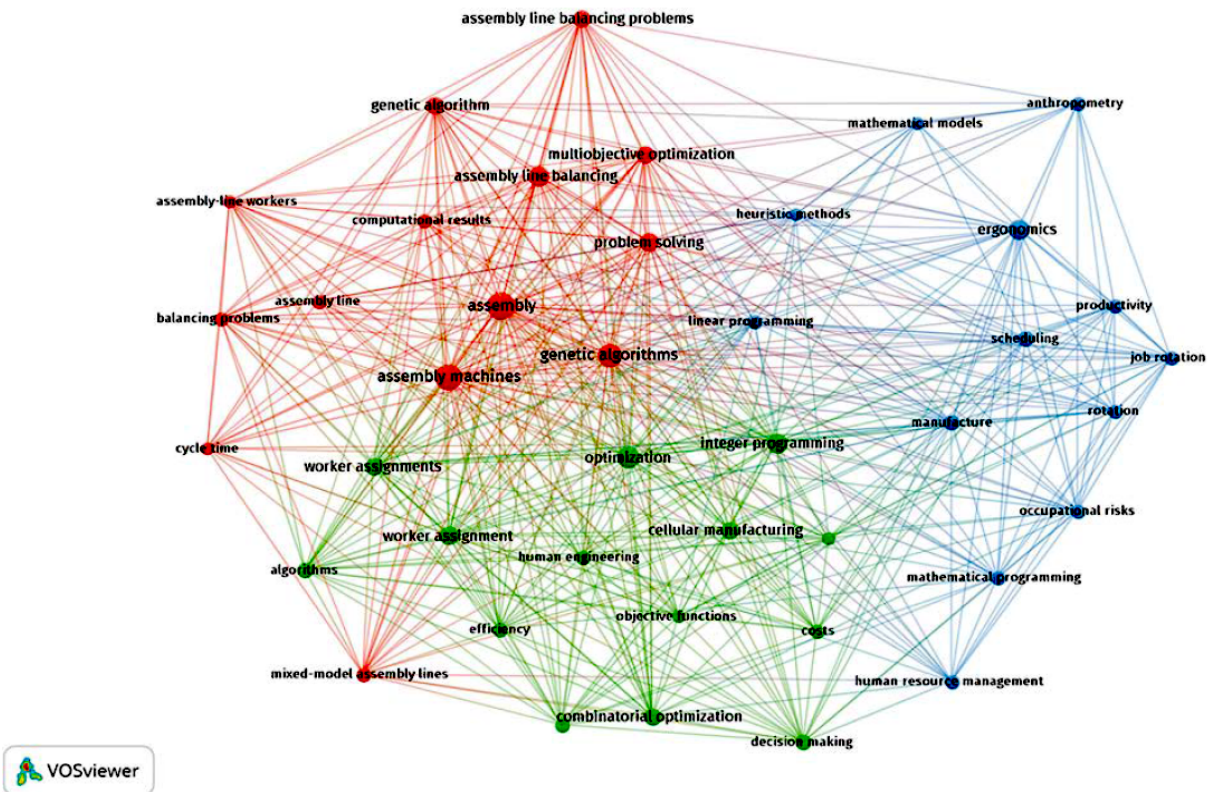 assembly line balancing problems
genetic algorithm
anthropometry
mathematical models
multiobjective optimization
assembly line balancing
assembly-line workers
computational results
heuristic methods
ergonomics
problem solving
assembly line
assembly
productivity
balancing problems
linear programming
scheduling
genetic algorithms
job rotation
assembly machines
rotation
manufacture
cycle time
integer programming
optimization
worker assignments
occupational risks
cellular manufacturing
worker assignment
human engineering
algorithms
mathematical programming
objective functions
efficiency
costs
mixed-model assembly lines
human resource management
combinatorial optimization
decision making
VOSviewer